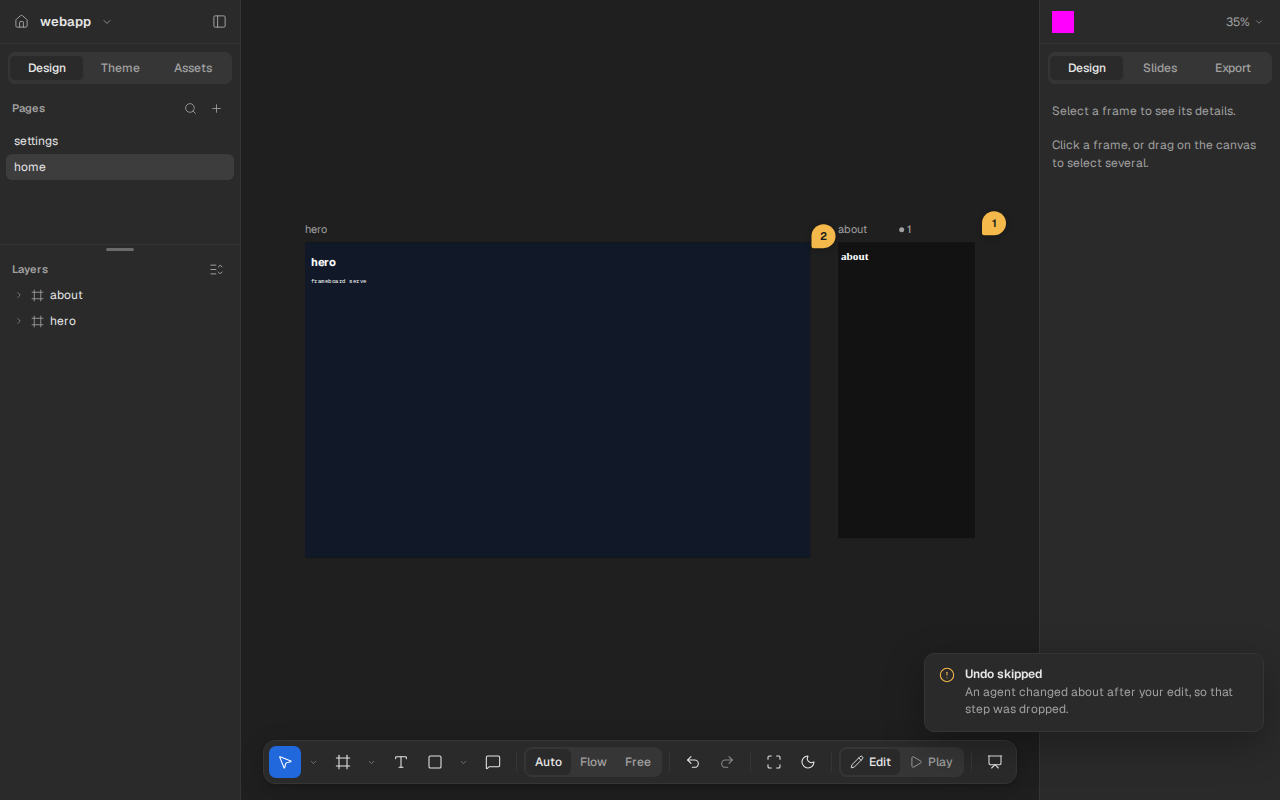 webapp
Design
Theme
Assets
Pages
settings
home
Layers
about
hero
hero
2
about
1
1
hero
frameboard serve
about
35%
Design
Slides
Export
Select a frame to see its details.
Click a frame, or drag on the canvas
to select several.
Undo skipped
An agent changed about after your edit, so that
step was dropped.
Auto
Flow
Free
Edit
Play